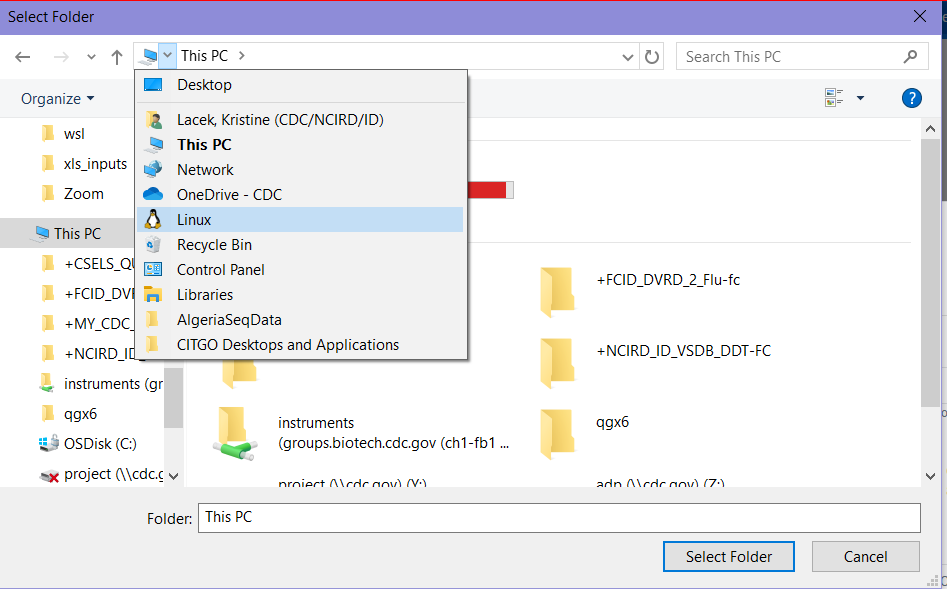 Select Folder
This PC
Search This PC
Organize
?
Desktop
Lacek, Kristine (CDC/NCIRD/ID)
This PC
Network
OneDrive - CDC
Linux
Recycle Bin
Control Panel
Libraries
AlgeriaSeqData
CITGO Desktops and Applications
wsl
xls_inputs
Zoom
This PC
+CSELS_QU
+FCID_DVR
+MY_CDC_
+NCIRD_ID_
instruments (gr
qgx6
OSDisk (C:)
project (\\cdc.g
+FCID_DVRD_2_Flu-fc
+NCIRD_ID_VSDB_DDT-FC
instruments
(groups.biotech.cdc.gov (ch1-fb1 ...
qgx6
project (\\cdc.gov) (Y:)
adp (\\cdc.gov) (Z:)
Folder:
This PC
Select Folder
Cancel